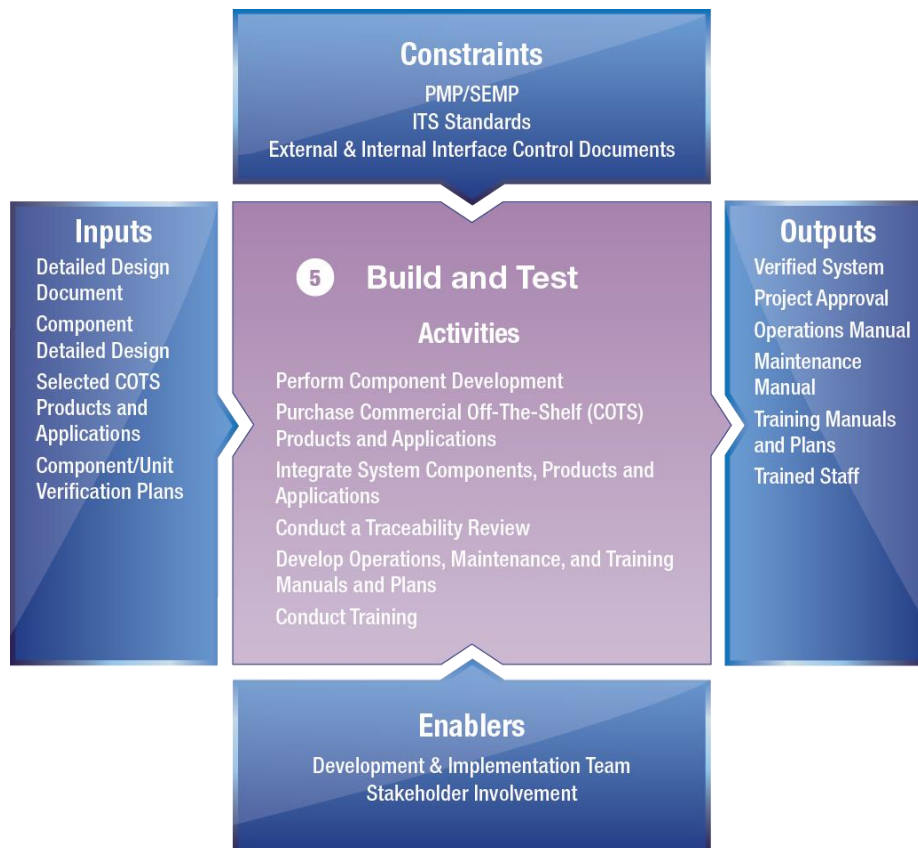 Constraints
PMP/SEMP
ITS Standards
External & Internal Interface Control Documents
Inputs
Detailed Design
Document
Component
Detailed Design
Selected COTS
Products and
Applications
Component/Unit
Verification Plans
5 Build and Test
Activities
Perform Component Development
Purchase Commercial Off-The-Shelf (COTS)
Products and Applications
Integrate System Components, Products and
Applications
Conduct a Traceability Review
Develop Operations, Maintenance, and Training
Manuals and Plans
Conduct Training
Outputs
Verified System
Project Approval
Operations Manual
Maintenance
Manual
Training Manuals
and Plans
Trained Staff
Enablers
Development & Implementation Team
Stakeholder Involvement